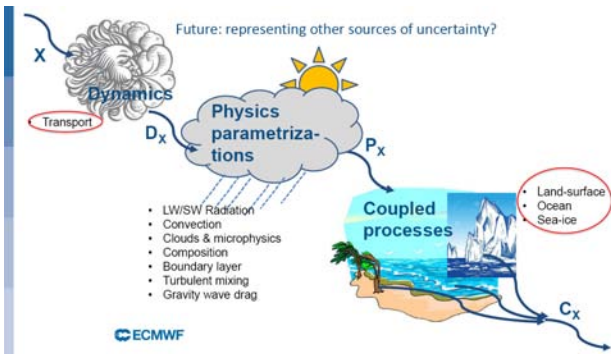 Future: representing other sources of uncertainty?
X
Dynamics
• Transport
Dx
Physics
parametriza-
tions
Px
• LW/SW Radiation
• Convection
• Clouds & microphysics
• Composition
• Boundary layer
• Turbulent mixing
• Gravity wave drag
Coupled
processes
• Land-surface
• Ocean
• Sea-ice
Cx
ECMWF